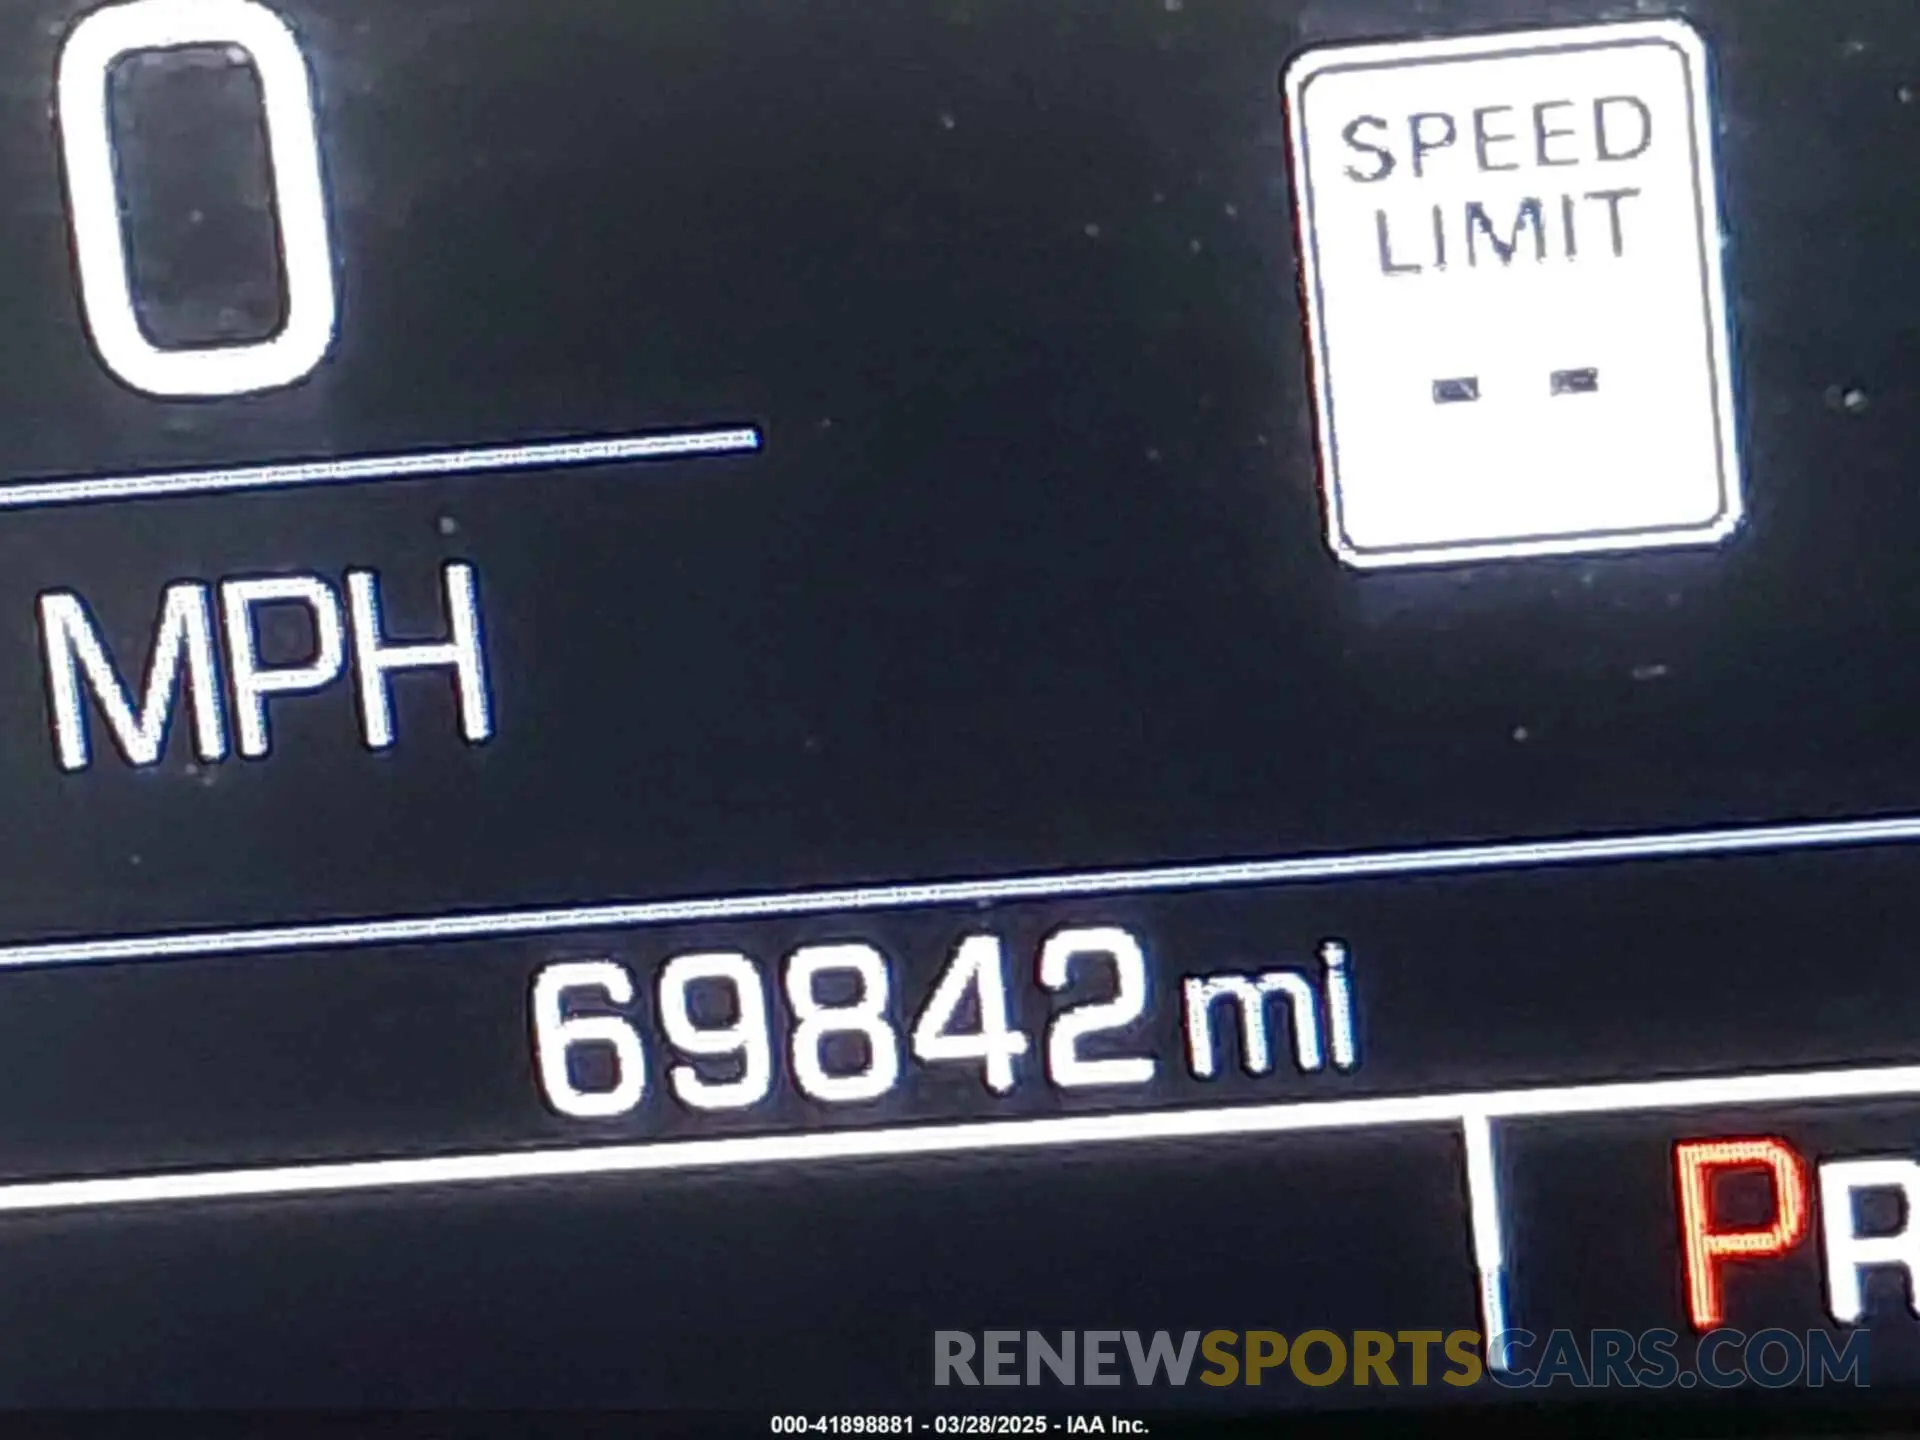 0
SPEED
LIMIT
- -
MPH
69842 mi
PR
RENEWSPORTSCARS.COM
000-41898881 - 03/28/2025 - IAA Inc.